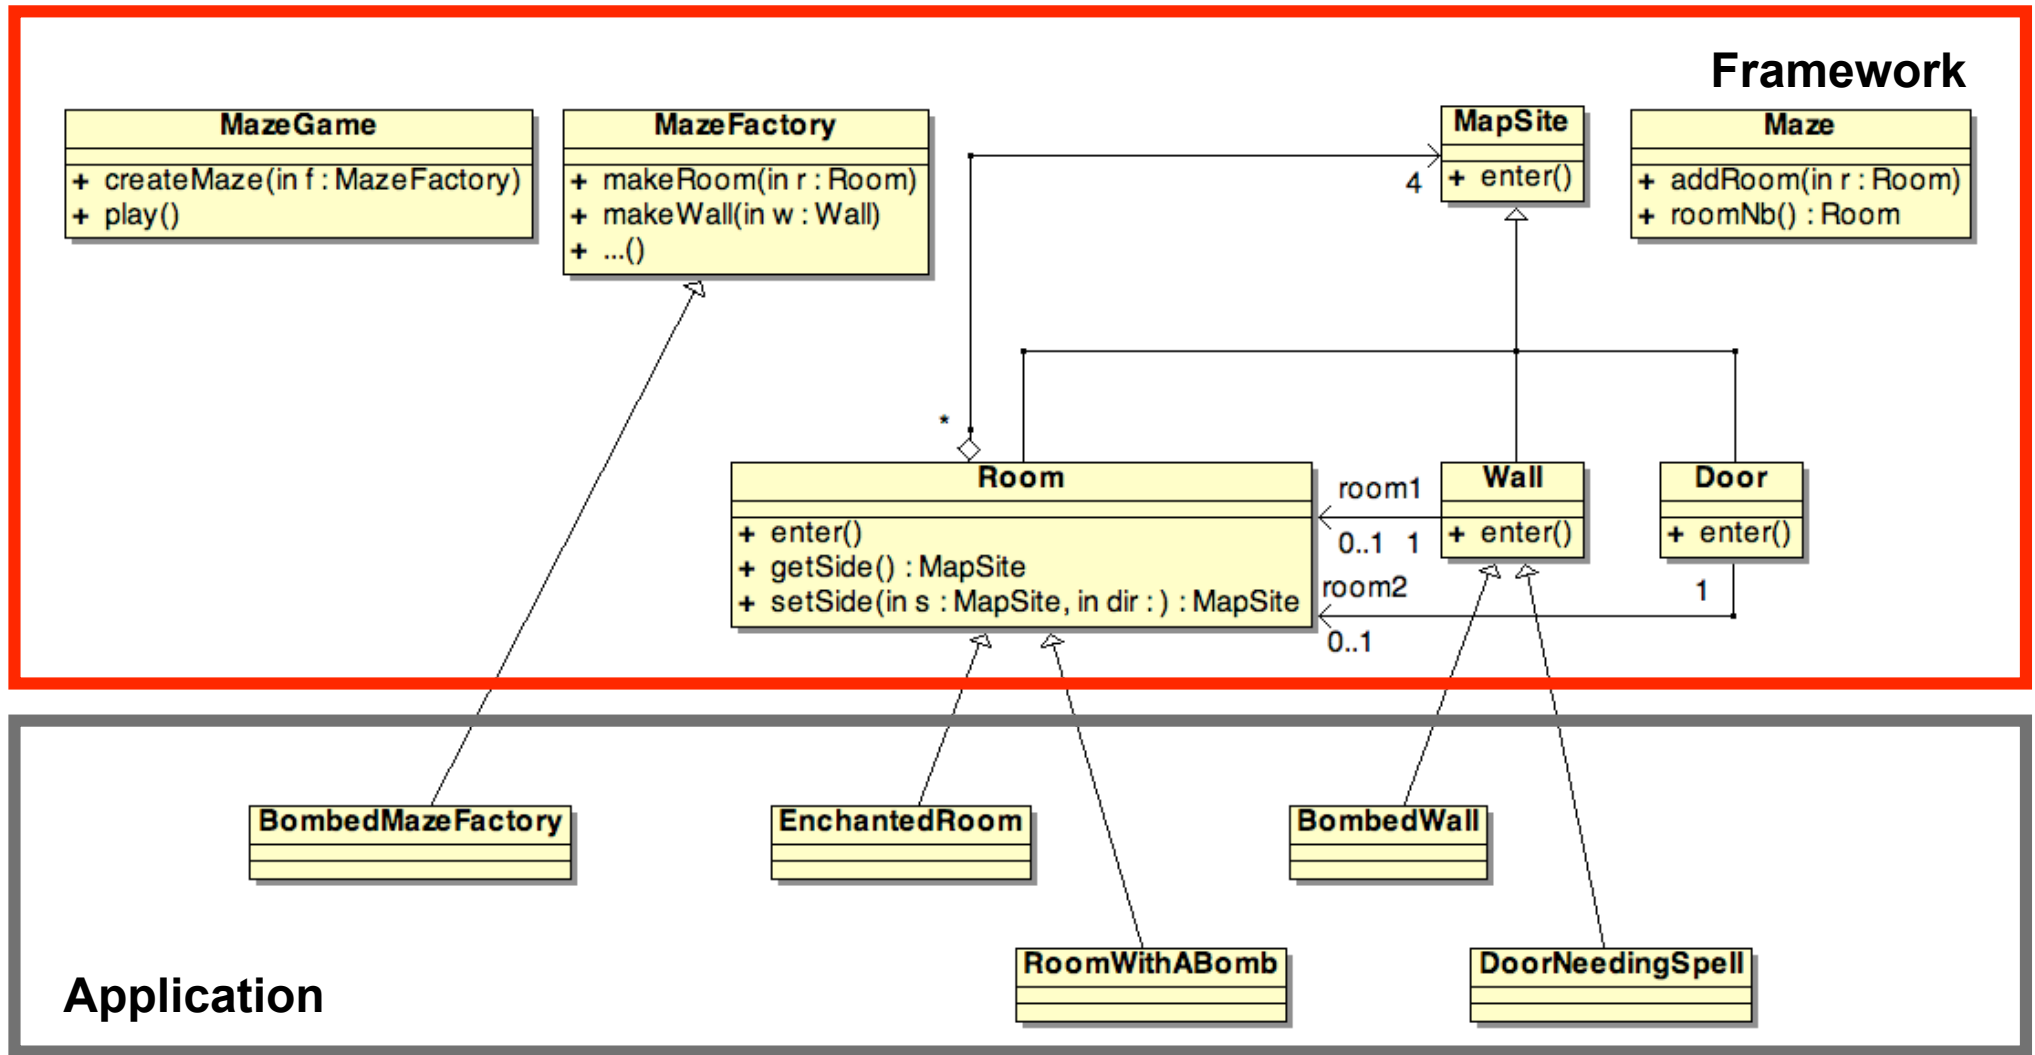 Framework
MazeGame
+ createMaze(in f : MazeFactory)
+ play()
MazeFactory
+ makeRoom(in r : Room)
+ makeWall(in w : Wall)
+ ...()
MapSite
+ enter()
Maze
+ addRoom(in r : Room)
+ roomNb() : Room
4
*
Room
+ enter()
+ getSide() : MapSite
+ setSide(in s : MapSite, in dir : ) : MapSite
room1
0..1 1
Wall
+ enter()
Door
+ enter()
room2
1
0..1
BombedMazeFactory
EnchantedRoom
BombedWall
RoomWithABomb
DoorNeedingSpell
Application